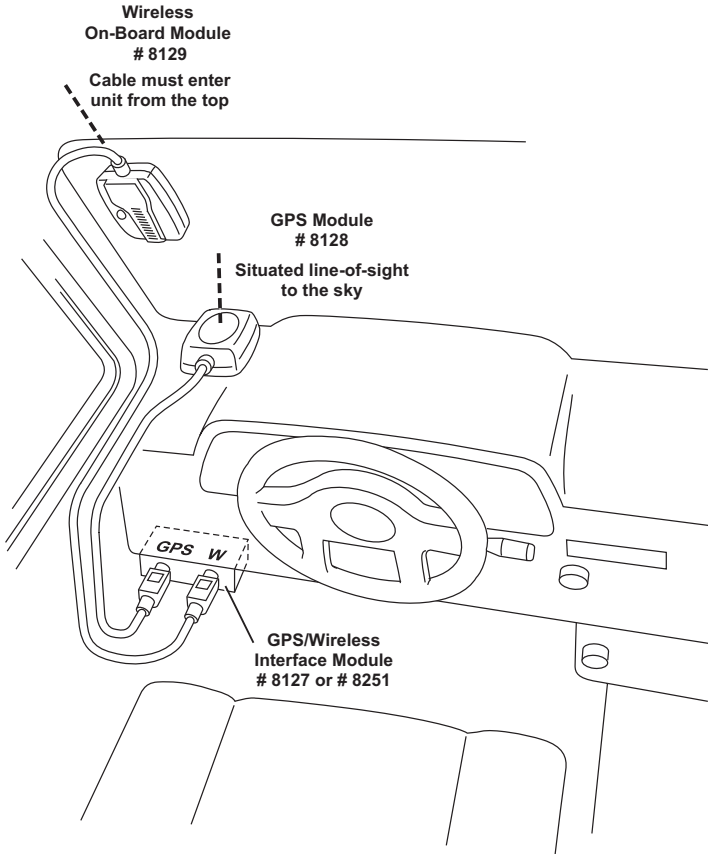 Wireless
On-Board Module
# 8129
Cable must enter
unit from the top
GPS Module
# 8128
Situated line-of-sight
to the sky
GPS W
GPS/Wireless
Interface Module
# 8127 or # 8251